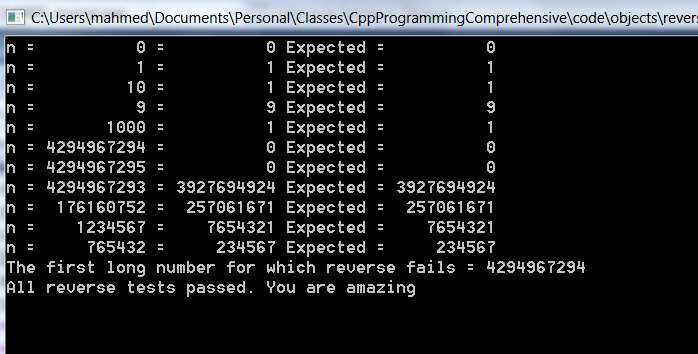 C:\Users\mahmed\Documents\Personal\Classes\CppProgrammingComprehensive\code\objects\revers
n =          0 =          0 Expected =          0
n =          1 =          1 Expected =          1
n =         10 =          1 Expected =          1
n =          9 =          9 Expected =          9
n =       1000 =          1 Expected =          1
n = 4294967294 =          0 Expected =          0
n = 4294967295 =          0 Expected =          0
n = 4294967293 = 3927694924 Expected = 3927694924
n =  176160752 =  257061671 Expected =  257061671
n =    1234567 =    7654321 Expected =    7654321
n =     765432 =     234567 Expected =     234567
The first long number for which reverse fails = 4294967294
All reverse tests passed. You are amazing